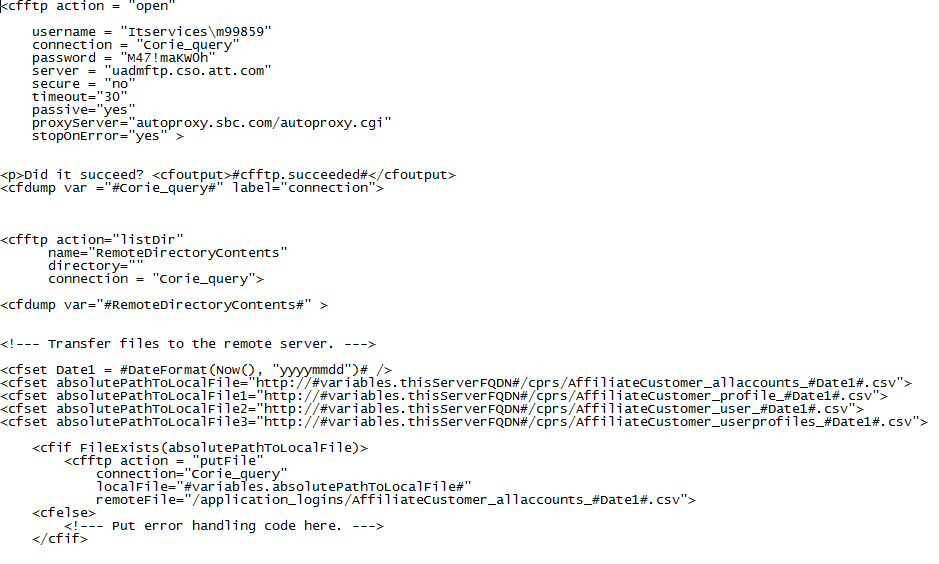 <cfftp action = "open"
username = "Itservices\m99859"
connection = "Corie_query"
password = "M47!maKWOh"
server = "uadmftp.cso.att.com"
secure = "no"
timeout="30"
passive="yes"
proxyServer="autoproxy.sbc.com/autoproxy.cgi"
stopOnError="yes" >
<p>Did it succeed? <cfoutput>#cfftp.succeeded#</cfoutput>
<cfdump var ="#Corie_query#" label="connection">
<cfftp action="listDir"
name="RemoteDirectoryContents"
directory=""
connection = "Corie_query">
<cfdump var="#RemoteDirectoryContents#" >
<!--- Transfer files to the remote server. --->
<cfset Date1 = #DateFormat(Now(), "yyyymmdd")# />
<cfset absolutePathToLocalFile="http://#variables.thisServerFQDN#/cprs/AffiliateCustomer_allaccounts_#Date1#.csv">
<cfset absolutePathToLocalFile1="http://#variables.thisServerFQDN#/cprs/AffiliateCustomer_profile_#Date1#.csv">
<cfset absolutePathToLocalFile2="http://#variables.thisServerFQDN#/cprs/AffiliateCustomer_user_#Date1#.csv">
<cfset absolutePathToLocalFile3="http://#variables.thisServerFQDN#/cprs/AffiliateCustomer_userprofiles_#Date1#.csv">
<cfif FileExists(absolutePathToLocalFile)>
<cfftp action = "putFile"
connection="Corie_query"
localFile="#variables.absolutePathToLocalFile#"
remoteFile="/application_logins/AffiliateCustomer_allaccounts_#Date1#.csv">
<cfelse>
<!--- Put error handling code here. --->
</cfif>